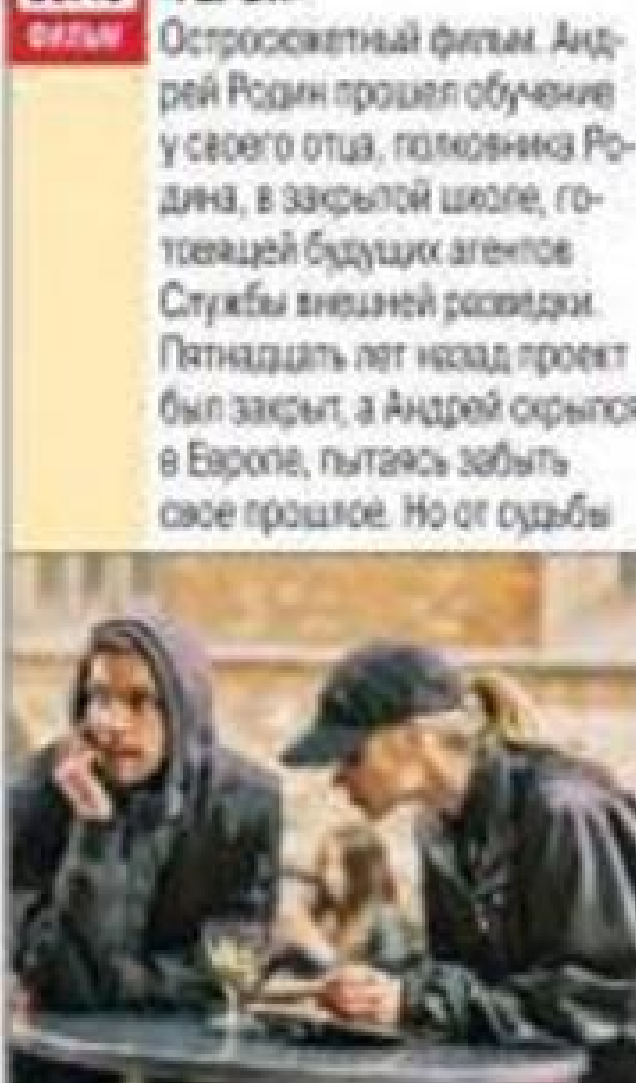 ФИЛЬМ
Остросюжетный фильм. Анд-
рей Родин прошел обучение
у своего отца, полковника Ро-
дина, в закрытой школе, го-
товящей будущих агентов
Службы внешней разведки.
Пятнадцать лет назад проект
был закрыт, а Андрей скрылся
в Европе, пытаясь забыть
свое прошлое. Но от судьбы